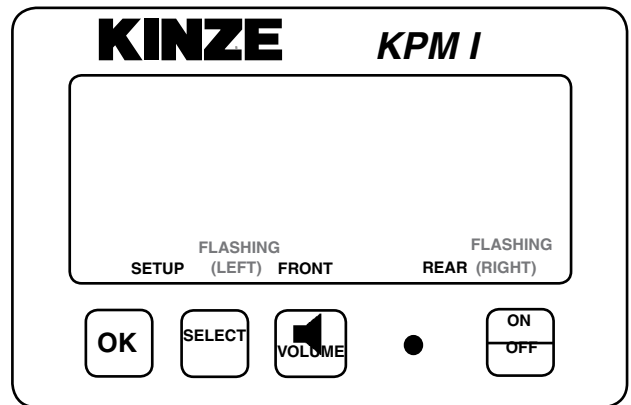 KINZE KPM I
FLASHING FLASHING
SETUP (LEFT) FRONT REAR (RIGHT)
OK SELECT VOLUME ON
OFF